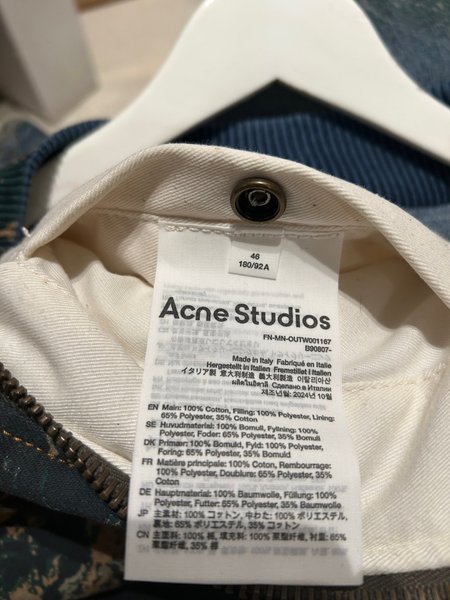 46
180/92A
Acne Studios
FN-MN-OUTW001167
B90807-
Made in Italy Fabriqué en Italie
Hergestellt in Italien Fremstillet i Italien
イタリア製 意大利制造 義大利製造 이탈리아산
ผลิตในอิตาลี Сделано в Италии
제조년월: 2024년 10월
EN Main: 100% Cotton, Filling: 100% Polyester, Lining:
65% Polyester, 35% Cotton
SE Huvudmaterial: 100% Bomull, Fyllning: 100%
Polyester, Foder: 65% Polyester, 35% Bomull
DK Primær: 100% Bomuld, Fyld: 100% Polyester,
Foring: 65% Polyester, 35% Bomuld
FR Matière principale: 100% Coton, Rembourrage:
100% Polyester, Doublure: 65% Polyester, 35%
Coton
DE Hauptmaterial: 100% Baumwolle, Füllung: 100%
Polyester, Futter: 65% Polyester, 35% Baumwolle
JP 主素材: 100% コットン, 中わた: 100% ポリエステル,
裏地: 65% ポリエステル, 35% コットン
CN 主面料: 100% 棉, 填充料: 100% 聚酯纤维, 衬里: 65%
聚酯纤维, 35% 棉